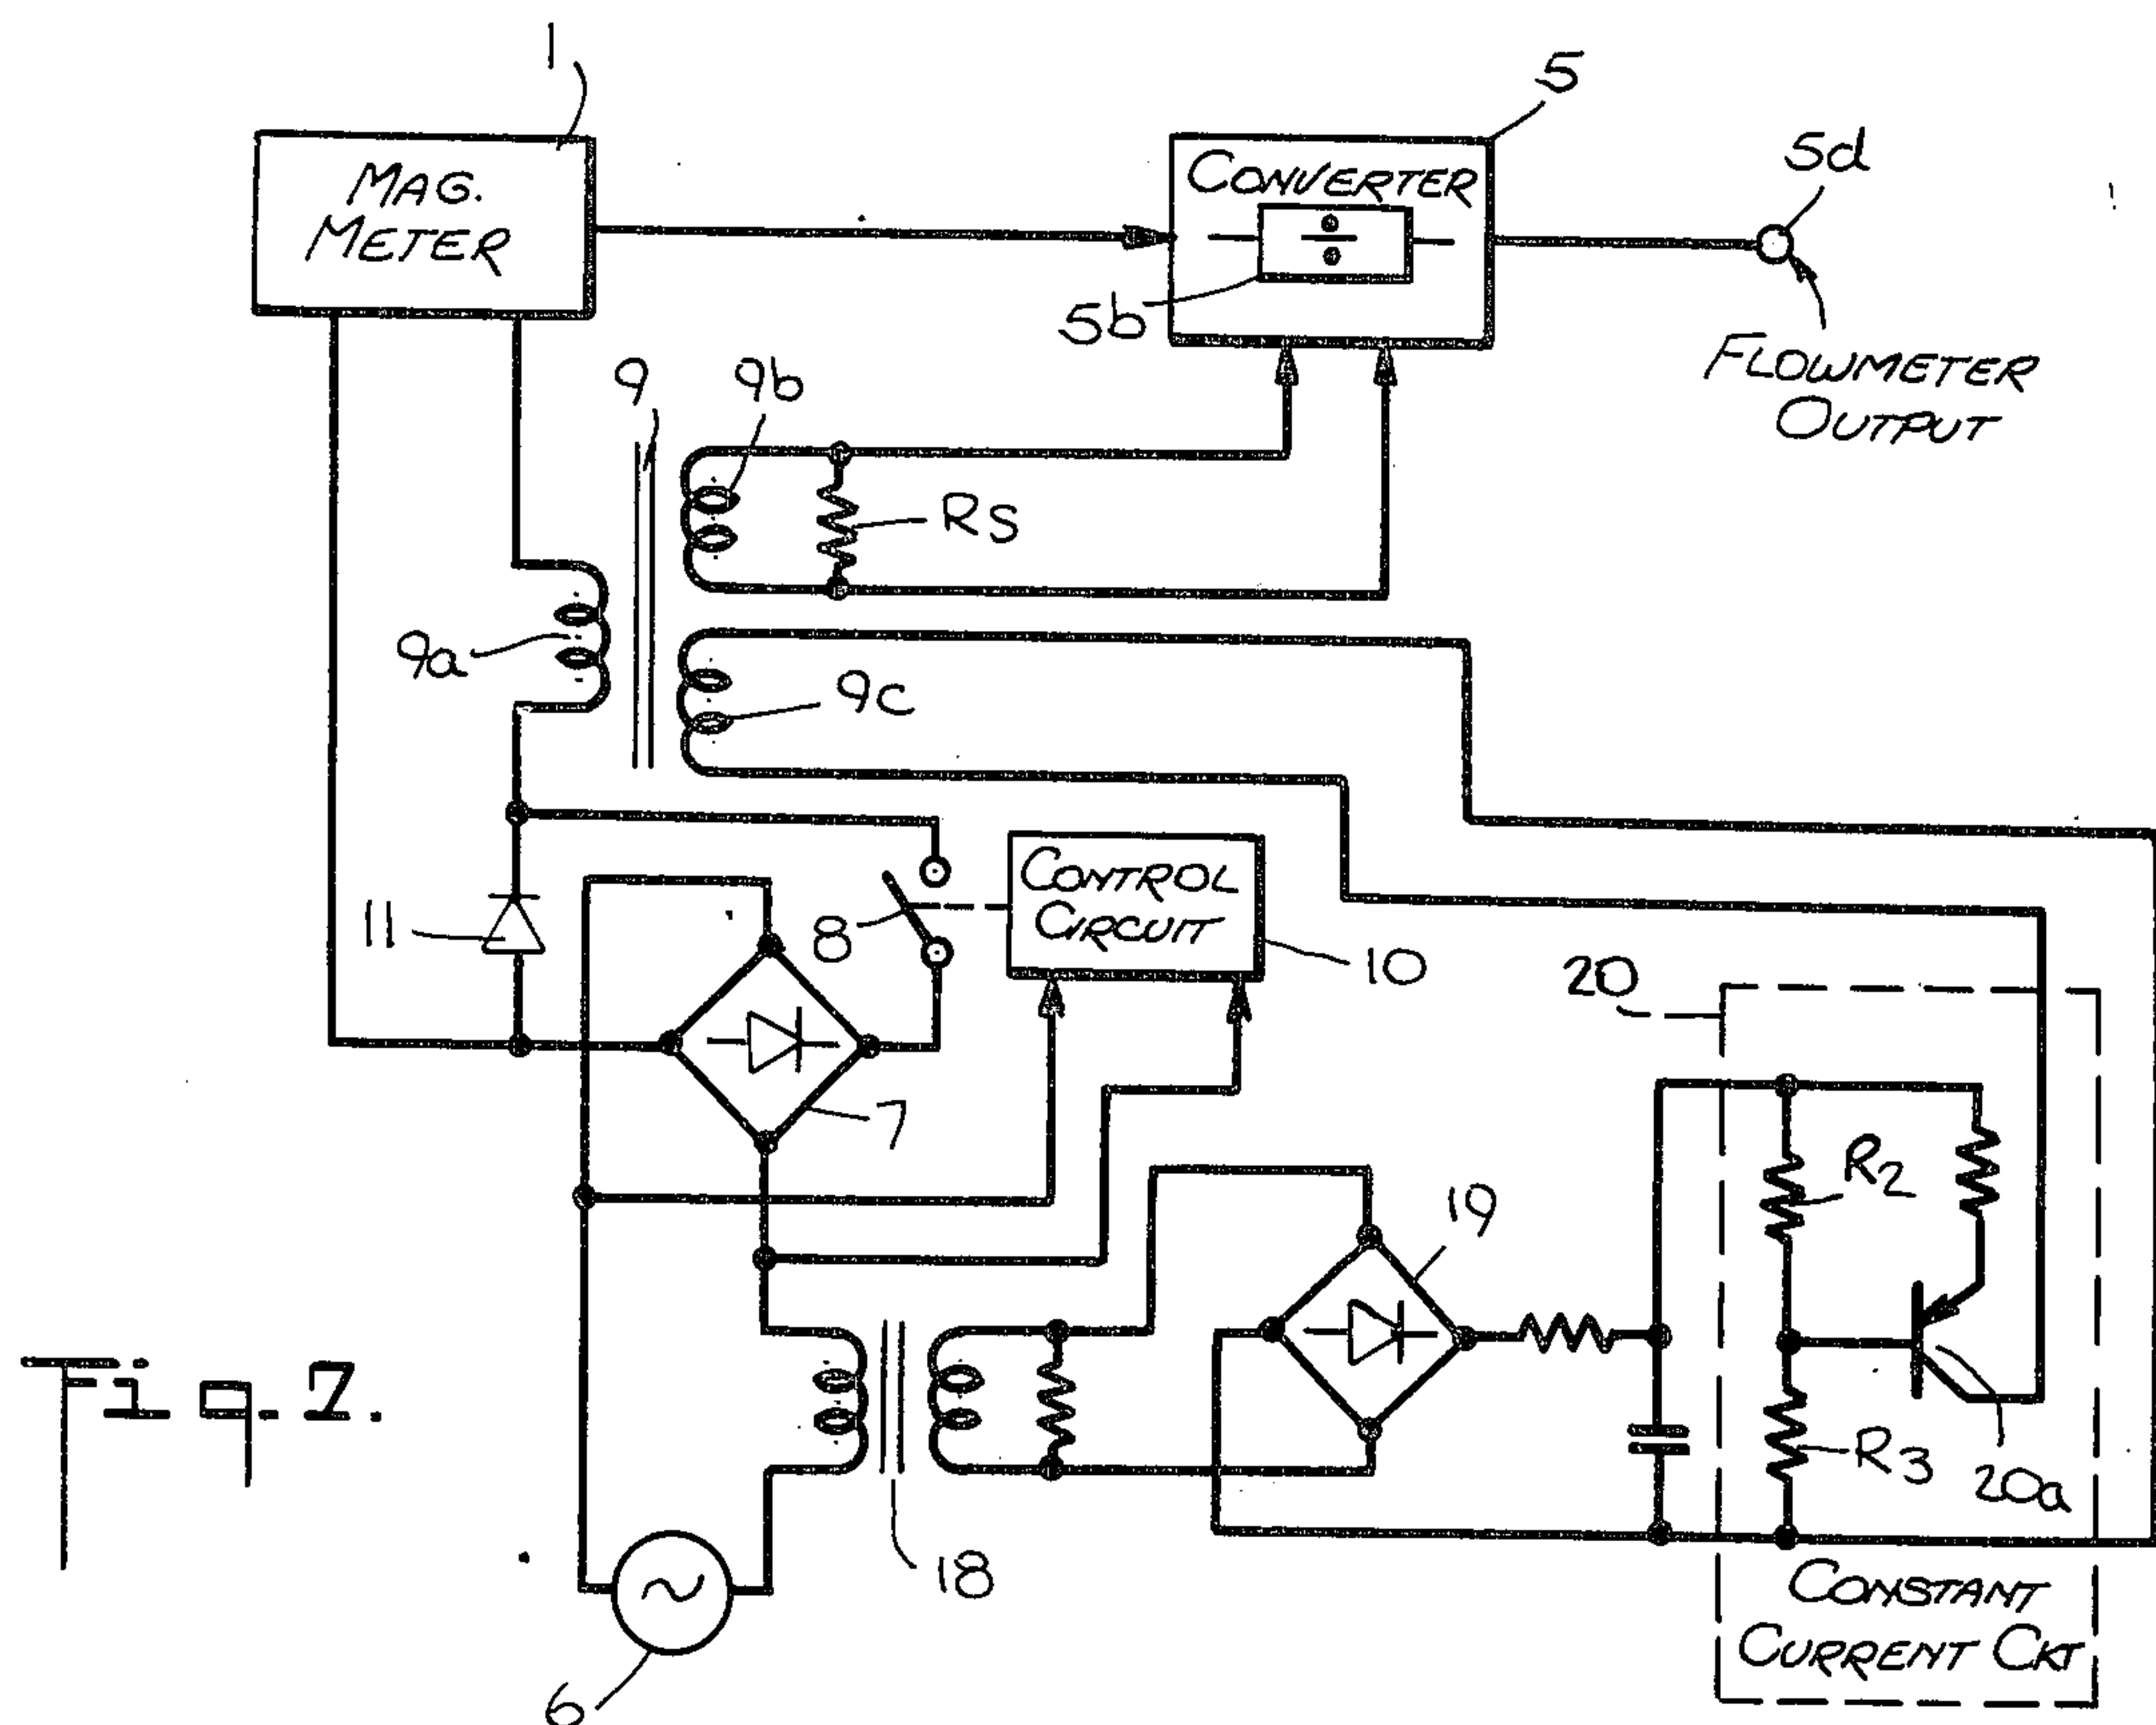 1
5
5d
MAG.
METER
CONVERTER
÷
5b
FLOWMETER
OUTPUT
9
9b
RS
9a
9c
CONTROL
CIRCUIT
11
8
10
20
7
R2
19
R3
20a
18
CONSTANT
CURRENT CKT
6
Fig. 7.